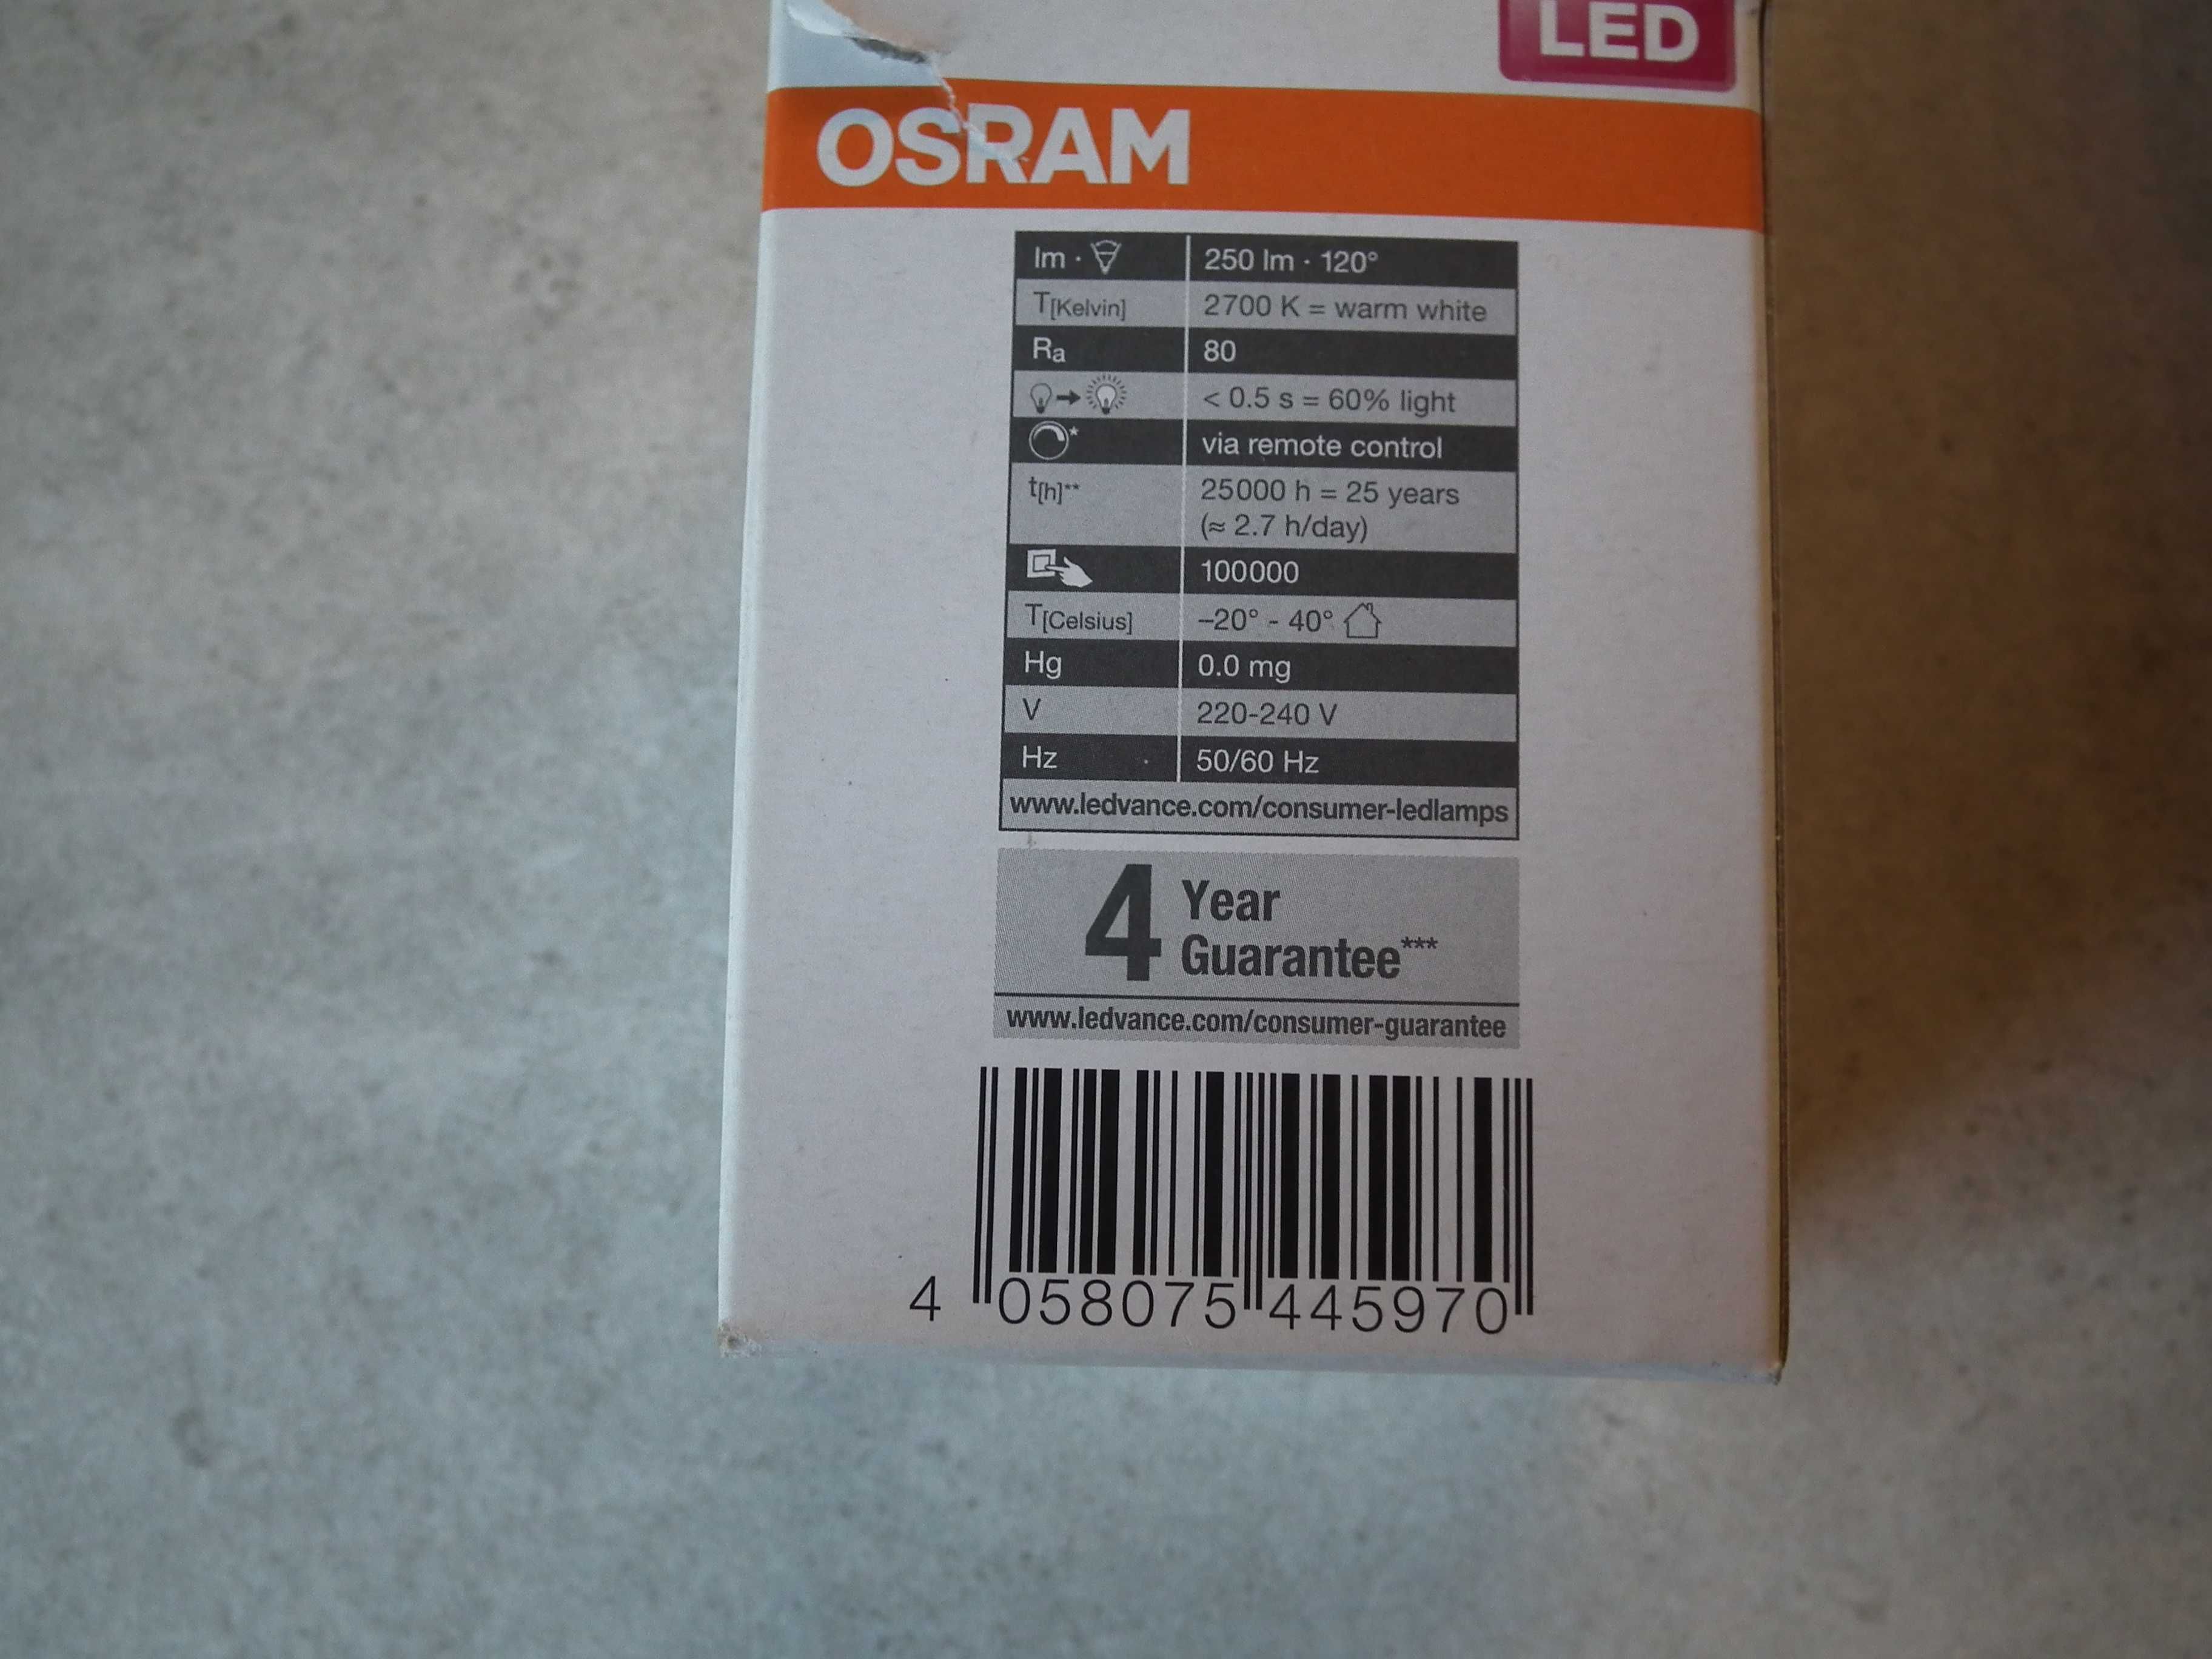 LED
OSRAM
lm · 250 lm · 120°
T[Kelvin] 2700 K = warm white
Ra 80
< 0.5 s = 60% light
* via remote control
t[h]** 25000 h = 25 years
(≈ 2.7 h/day)
100000
T[Celsius] –20° - 40°
Hg 0.0 mg
V 220-240 V
Hz 50/60 Hz
www.ledvance.com/consumer-ledlamps
4 Year
Guarantee***
www.ledvance.com/consumer-guarantee
4 058075 445970